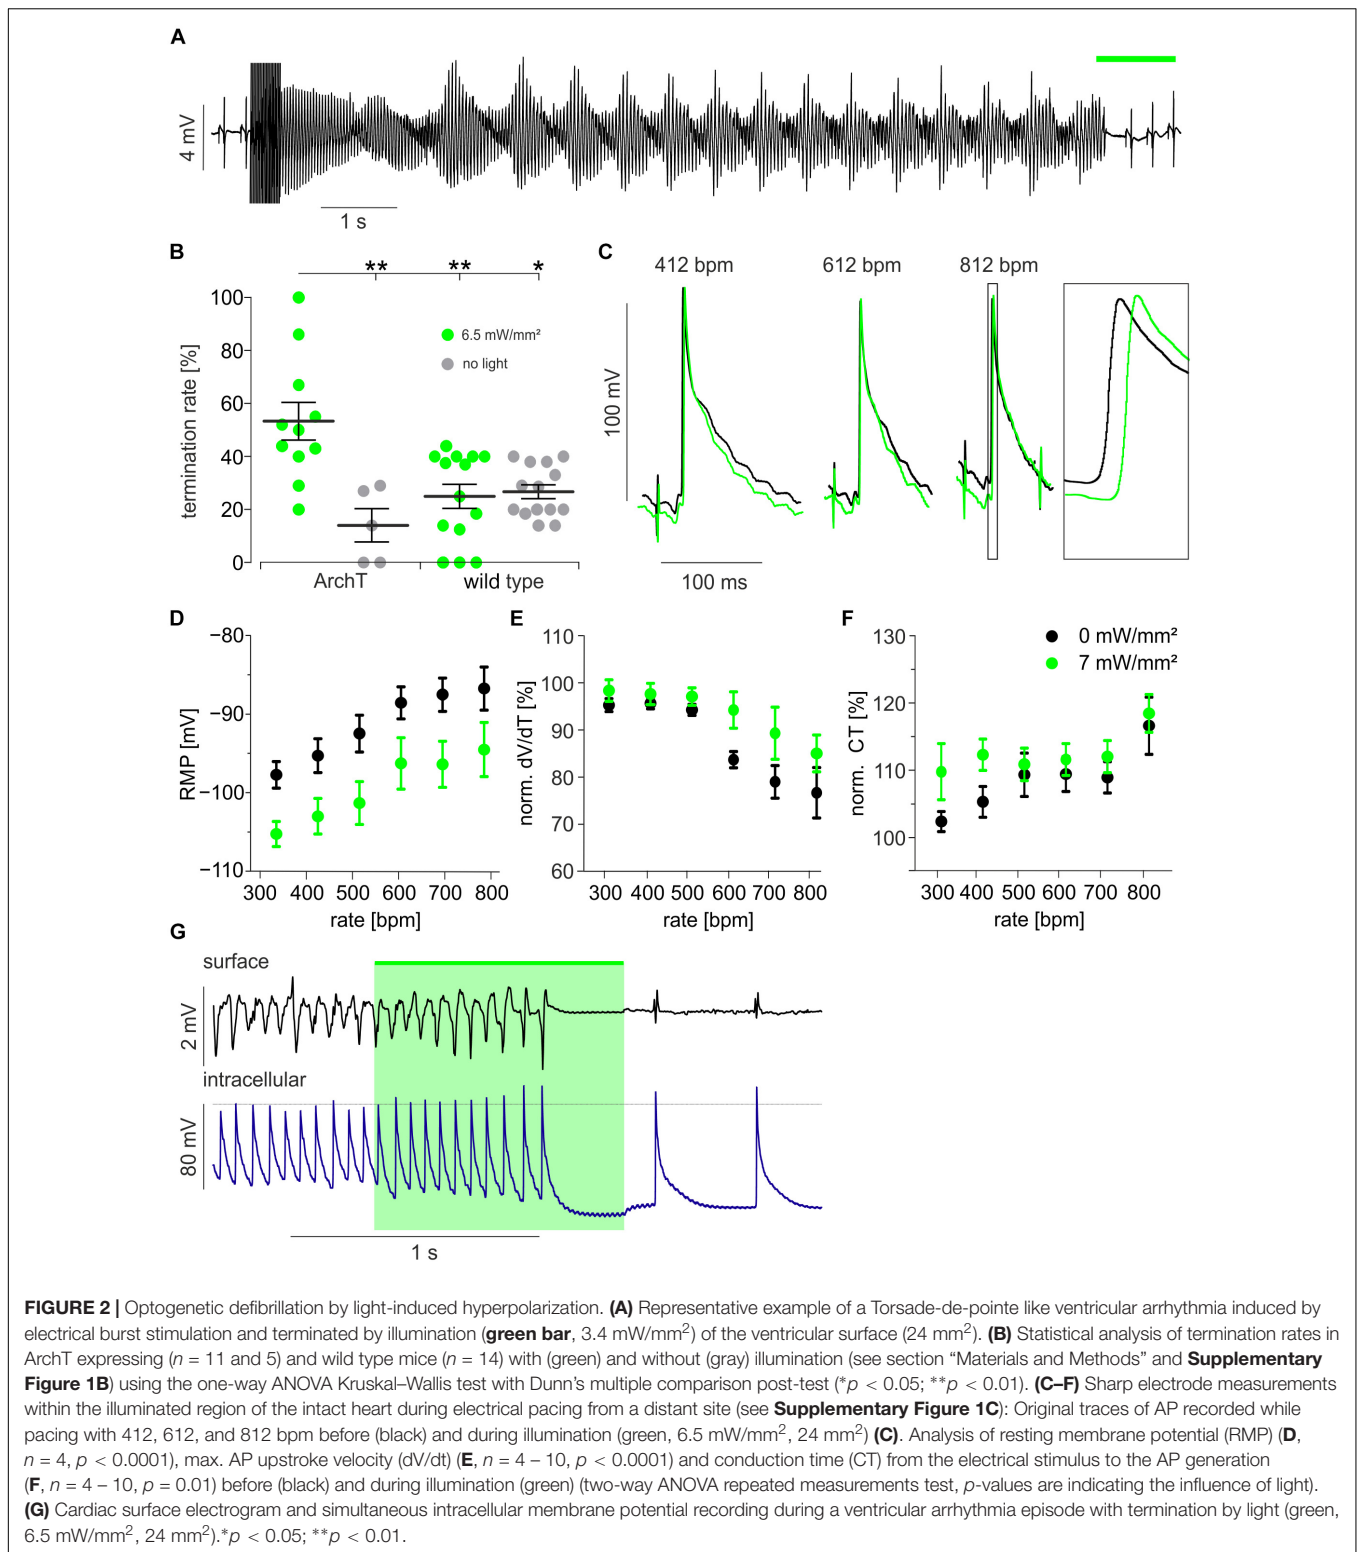 A
4 mV
1 s
B
** ** *
termination rate [%]
100
80
60
40
20
0
6.5 mW/mm²
no light
ArchT
wild type
C
412 bpm
612 bpm
812 bpm
100 mV
100 ms
D
RMP [mV]
−80
−90
−100
−110
300 400 500 600 700 800
rate [bpm]
E
norm. dV/dT [%]
110
100
90
80
70
60
300 400 500 600 700 800
rate [bpm]
F
norm. CT [%]
130
120
110
100
0 mW/mm²
7 mW/mm²
300 400 500 600 700 800
rate [bpm]
G
surface
2 mV
intracellular
80 mV
1 s
FIGURE 2 | Optogenetic defibrillation by light-induced hyperpolarization. (A) Representative example of a Torsade-de-pointe like ventricular arrhythmia induced by
electrical burst stimulation and terminated by illumination (green bar, 3.4 mW/mm²) of the ventricular surface (24 mm²). (B) Statistical analysis of termination rates in
ArchT expressing (n = 11 and 5) and wild type mice (n = 14) with (green) and without (gray) illumination (see section “Materials and Methods” and Supplementary
Figure 1B) using the one-way ANOVA Kruskal–Wallis test with Dunn’s multiple comparison post-test (*p < 0.05; **p < 0.01). (C–F) Sharp electrode measurements
within the illuminated region of the intact heart during electrical pacing from a distant site (see Supplementary Figure 1C): Original traces of AP recorded while
pacing with 412, 612, and 812 bpm before (black) and during illumination (green, 6.5 mW/mm², 24 mm²) (C). Analysis of resting membrane potential (RMP) (D,
n = 4, p < 0.0001), max. AP upstroke velocity (dV/dt) (E, n = 4 – 10, p < 0.0001) and conduction time (CT) from the electrical stimulus to the AP generation
(F, n = 4 – 10, p = 0.01) before (black) and during illumination (green) (two-way ANOVA repeated measurements test, p-values are indicating the influence of light).
(G) Cardiac surface electrogram and simultaneous intracellular membrane potential recording during a ventricular arrhythmia episode with termination by light (green,
6.5 mW/mm², 24 mm²).*p < 0.05; **p < 0.01.